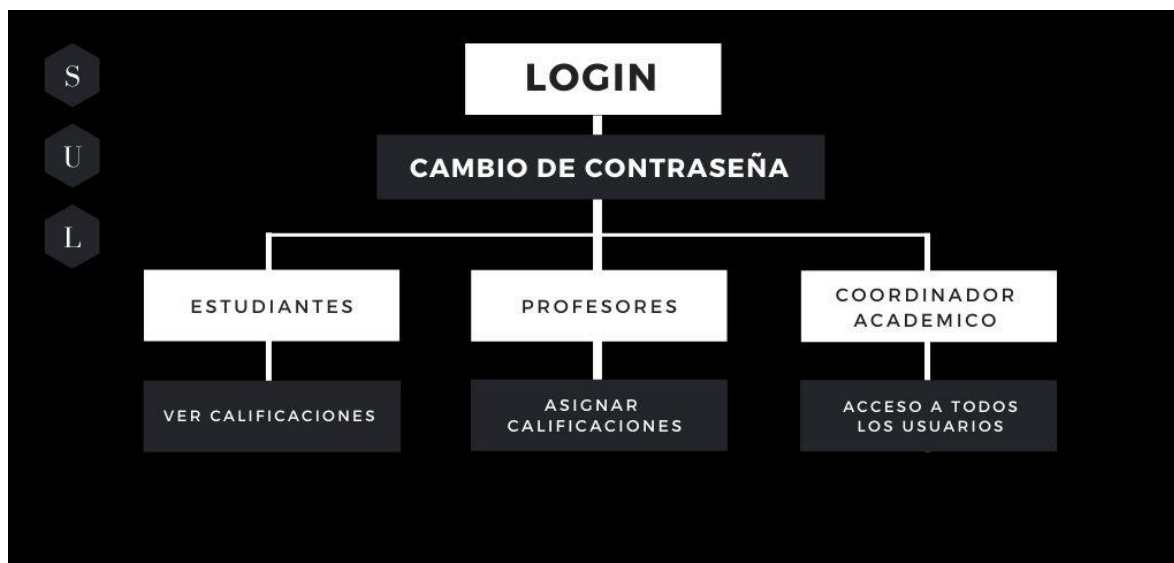 S
U
L
LOGIN
CAMBIO DE CONTRASEÑA
ESTUDIANTES
PROFESORES
COORDINADOR
ACADEMICO
VER CALIFICACIONES
ASIGNAR
CALIFICACIONES
ACCESO A TODOS
LOS USUARIOS